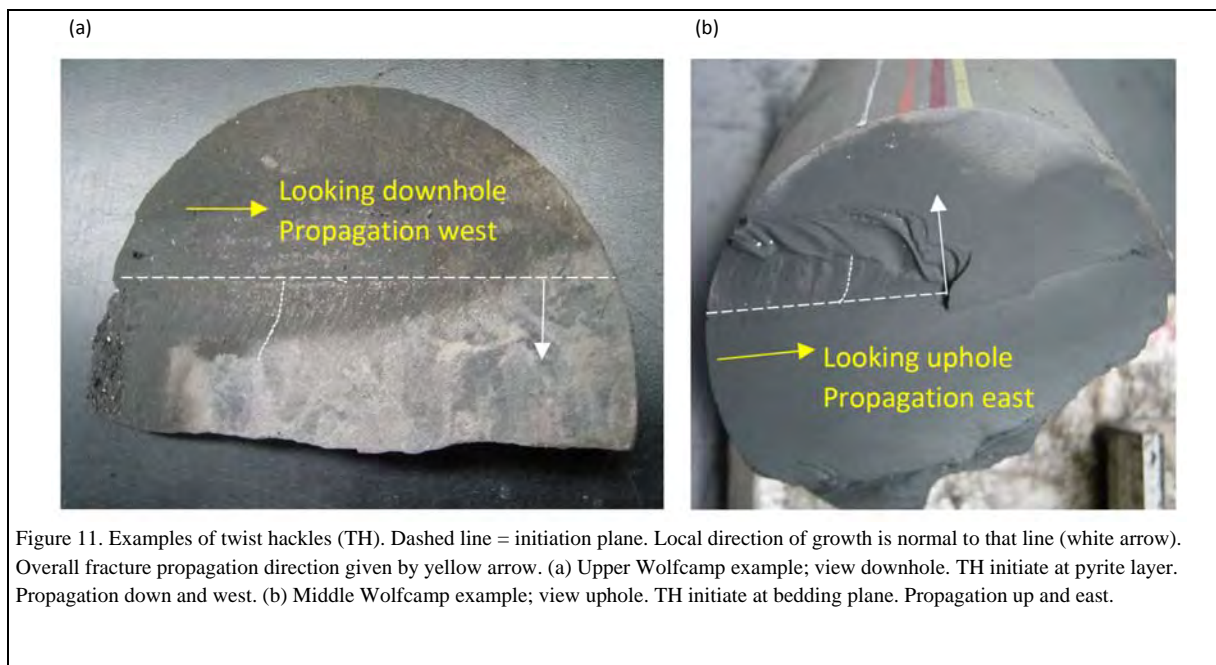 (a)
(b)
Looking downhole
Propagation west
Looking uphole
Propagation east
Figure 11. Examples of twist hackles (TH). Dashed line = initiation plane. Local direction of growth is normal to that line (white arrow).
Overall fracture propagation direction given by yellow arrow. (a) Upper Wolfcamp example; view downhole. TH initiate at pyrite layer.
Propagation down and west. (b) Middle Wolfcamp example; view uphole. TH initiate at bedding plane. Propagation up and east.